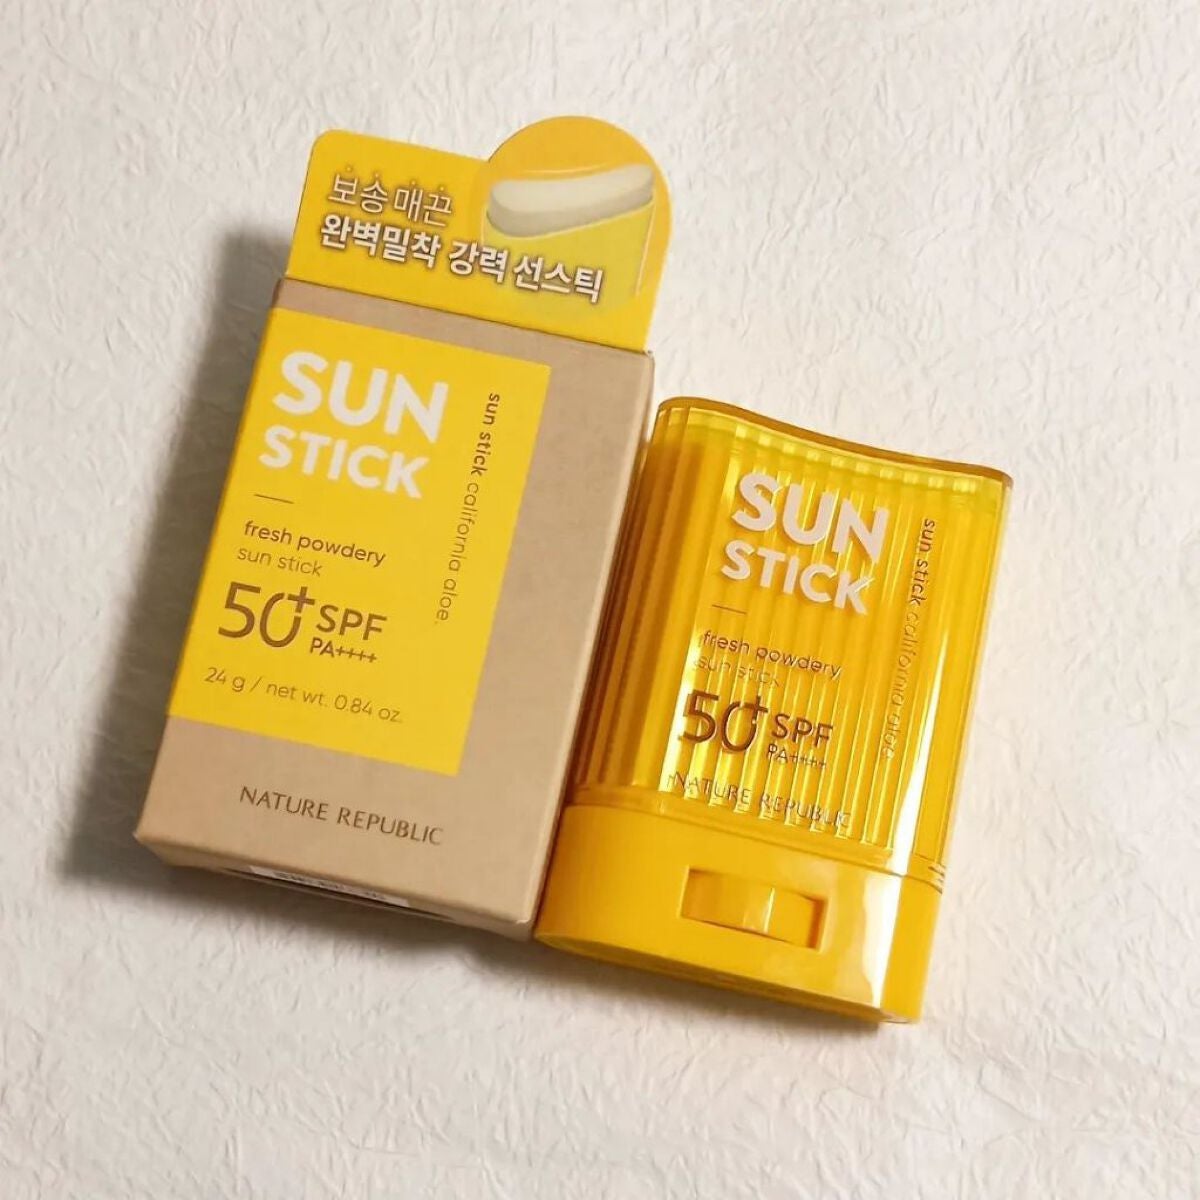 보송 매끈
완벽밀착 강력 선스틱
SUN
STICK
sun stick california aloe.
fresh powdery
sun stick
50+ SPF
PA++++
24 g / net wt. 0.84 oz.
NATURE REPUBLIC
SUN
STICK
sun stick california aloe.
fresh powdery
sun stick
50+ SPF
PA++++
NATURE REPUBLIC